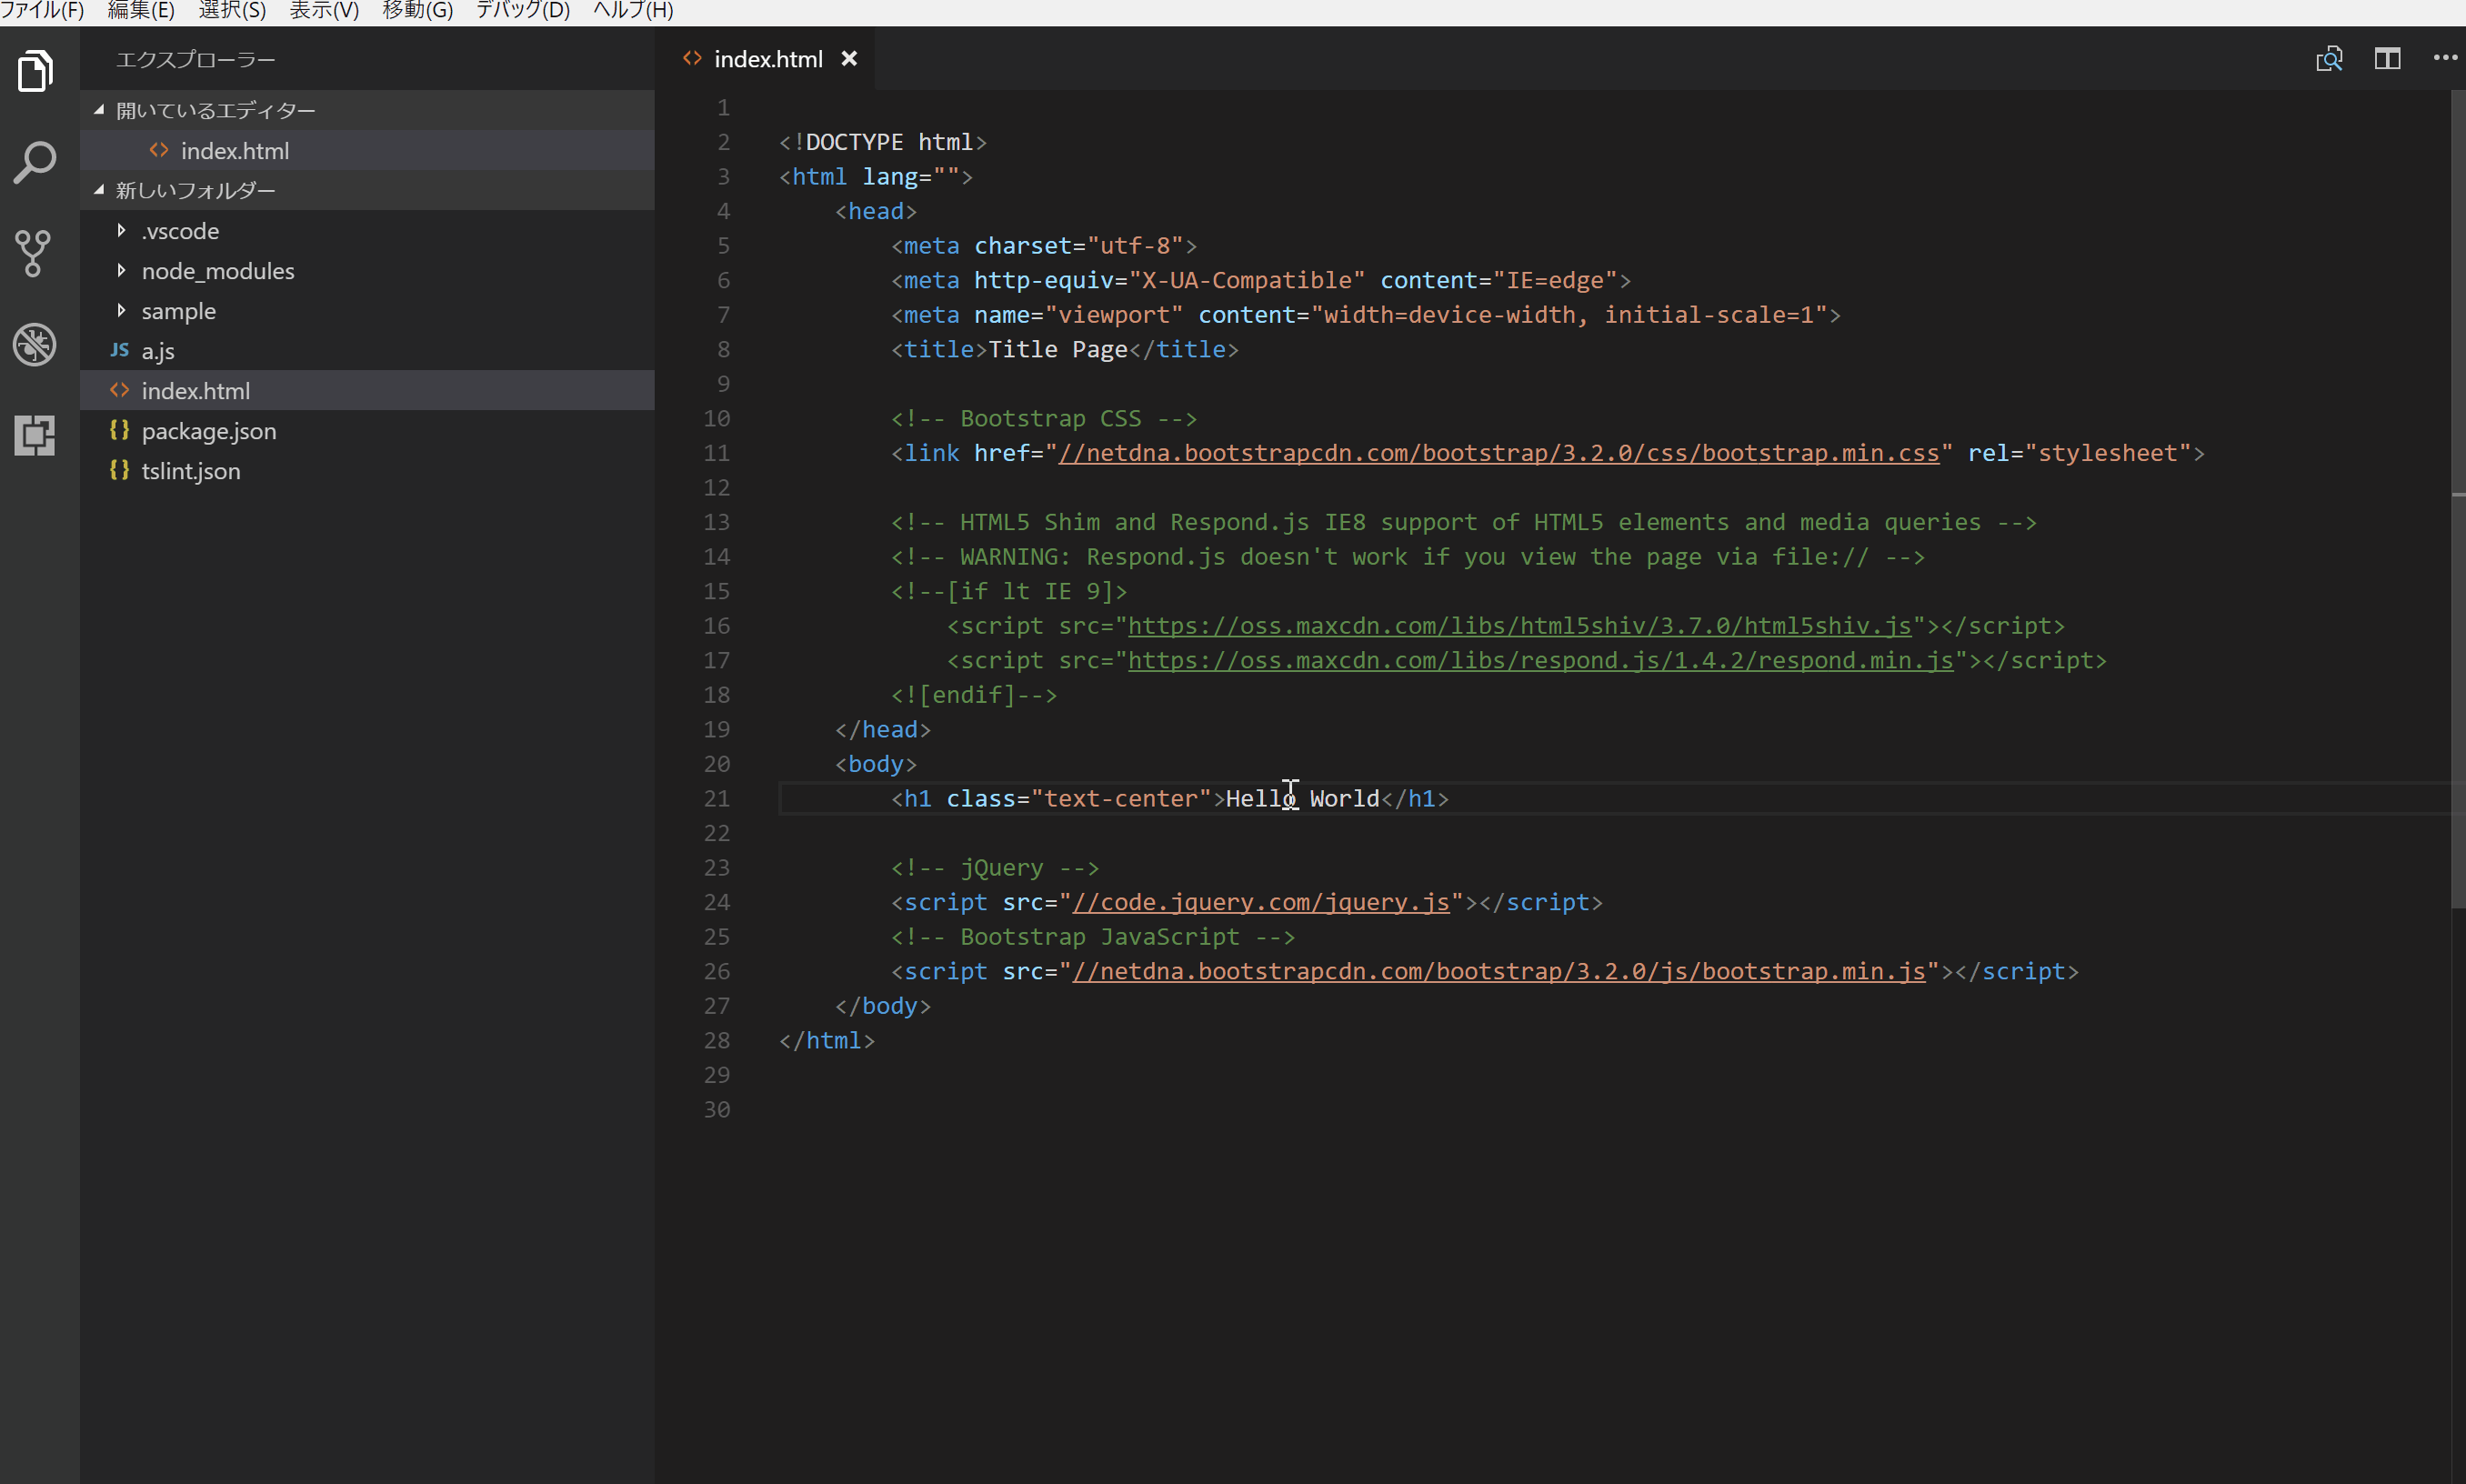 ファイル(F) 編集(E) 選択(S) 表示(V) 移動(G) デバッグ(D) ヘルプ(H)
エクスプローラー
開いているエディター
index.html
新しいフォルダー
.vscode
node_modules
sample
JS a.js
<> index.html
{} package.json
{} tslint.json
<> index.html ×
1
2 <!DOCTYPE html>
3 <html lang="">
4     <head>
5         <meta charset="utf-8">
6         <meta http-equiv="X-UA-Compatible" content="IE=edge">
7         <meta name="viewport" content="width=device-width, initial-scale=1">
8         <title>Title Page</title>
9
10         <!-- Bootstrap CSS -->
11         <link href="//netdna.bootstrapcdn.com/bootstrap/3.2.0/css/bootstrap.min.css" rel="stylesheet">
12
13         <!-- HTML5 Shim and Respond.js IE8 support of HTML5 elements and media queries -->
14         <!-- WARNING: Respond.js doesn't work if you view the page via file:// -->
15         <!--[if lt IE 9]>
16             <script src="https://oss.maxcdn.com/libs/html5shiv/3.7.0/html5shiv.js"></script>
17             <script src="https://oss.maxcdn.com/libs/respond.js/1.4.2/respond.min.js"></script>
18         <![endif]-->
19     </head>
20     <body>
21         <h1 class="text-center">Hello World</h1>
22
23         <!-- jQuery -->
24         <script src="//code.jquery.com/jquery.js"></script>
25         <!-- Bootstrap JavaScript -->
26         <script src="//netdna.bootstrapcdn.com/bootstrap/3.2.0/js/bootstrap.min.js"></script>
27     </body>
28 </html>
29
30